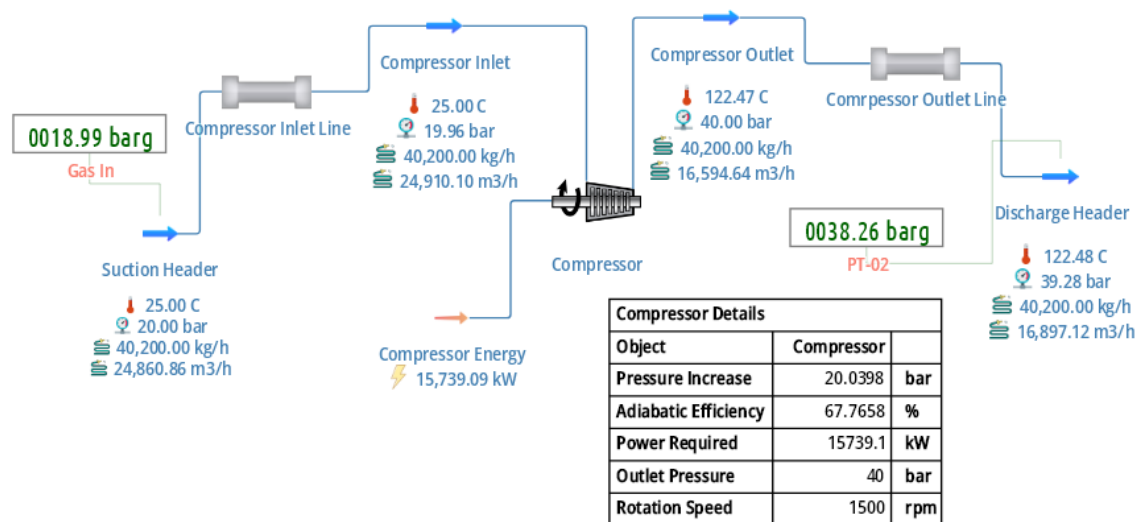 0018.99 barg
Gas In
Suction Header
25.00 C
20.00 bar
40,200.00 kg/h
24,860.86 m3/h
Compressor Inlet Line
Compressor Inlet
25.00 C
19.96 bar
40,200.00 kg/h
24,910.10 m3/h
Compressor Energy
15,739.09 kW
Compressor
Compressor Outlet
122.47 C
40.00 bar
40,200.00 kg/h
16,594.64 m3/h
Comrpessor Outlet Line
0038.26 barg
PT-02
Discharge Header
122.48 C
39.28 bar
40,200.00 kg/h
16,897.12 m3/h
Compressor Details
Object Compressor
Pressure Increase 20.0398 bar
Adiabatic Efficiency 67.7658 %
Power Required 15739.1 kW
Outlet Pressure 40 bar
Rotation Speed 1500 rpm